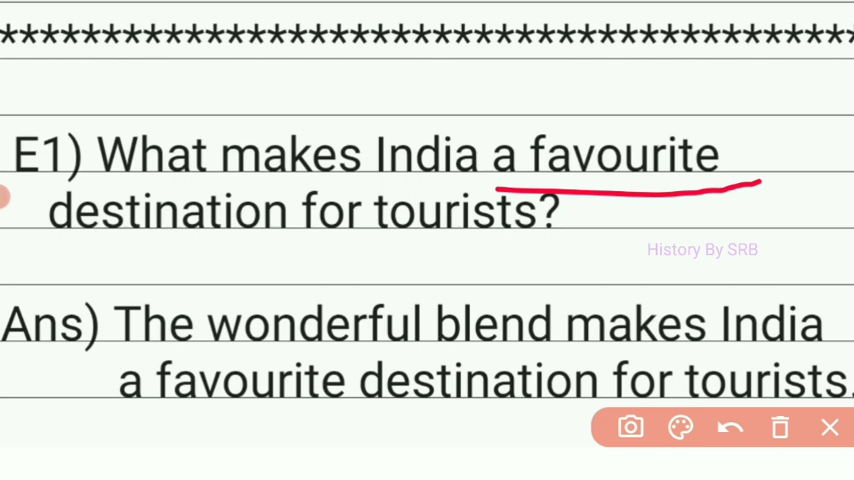 ******************************************
E1) What makes India a favourite
destination for tourists?
History By SRB
Ans) The wonderful blend makes India
a favourite destination for tourists.